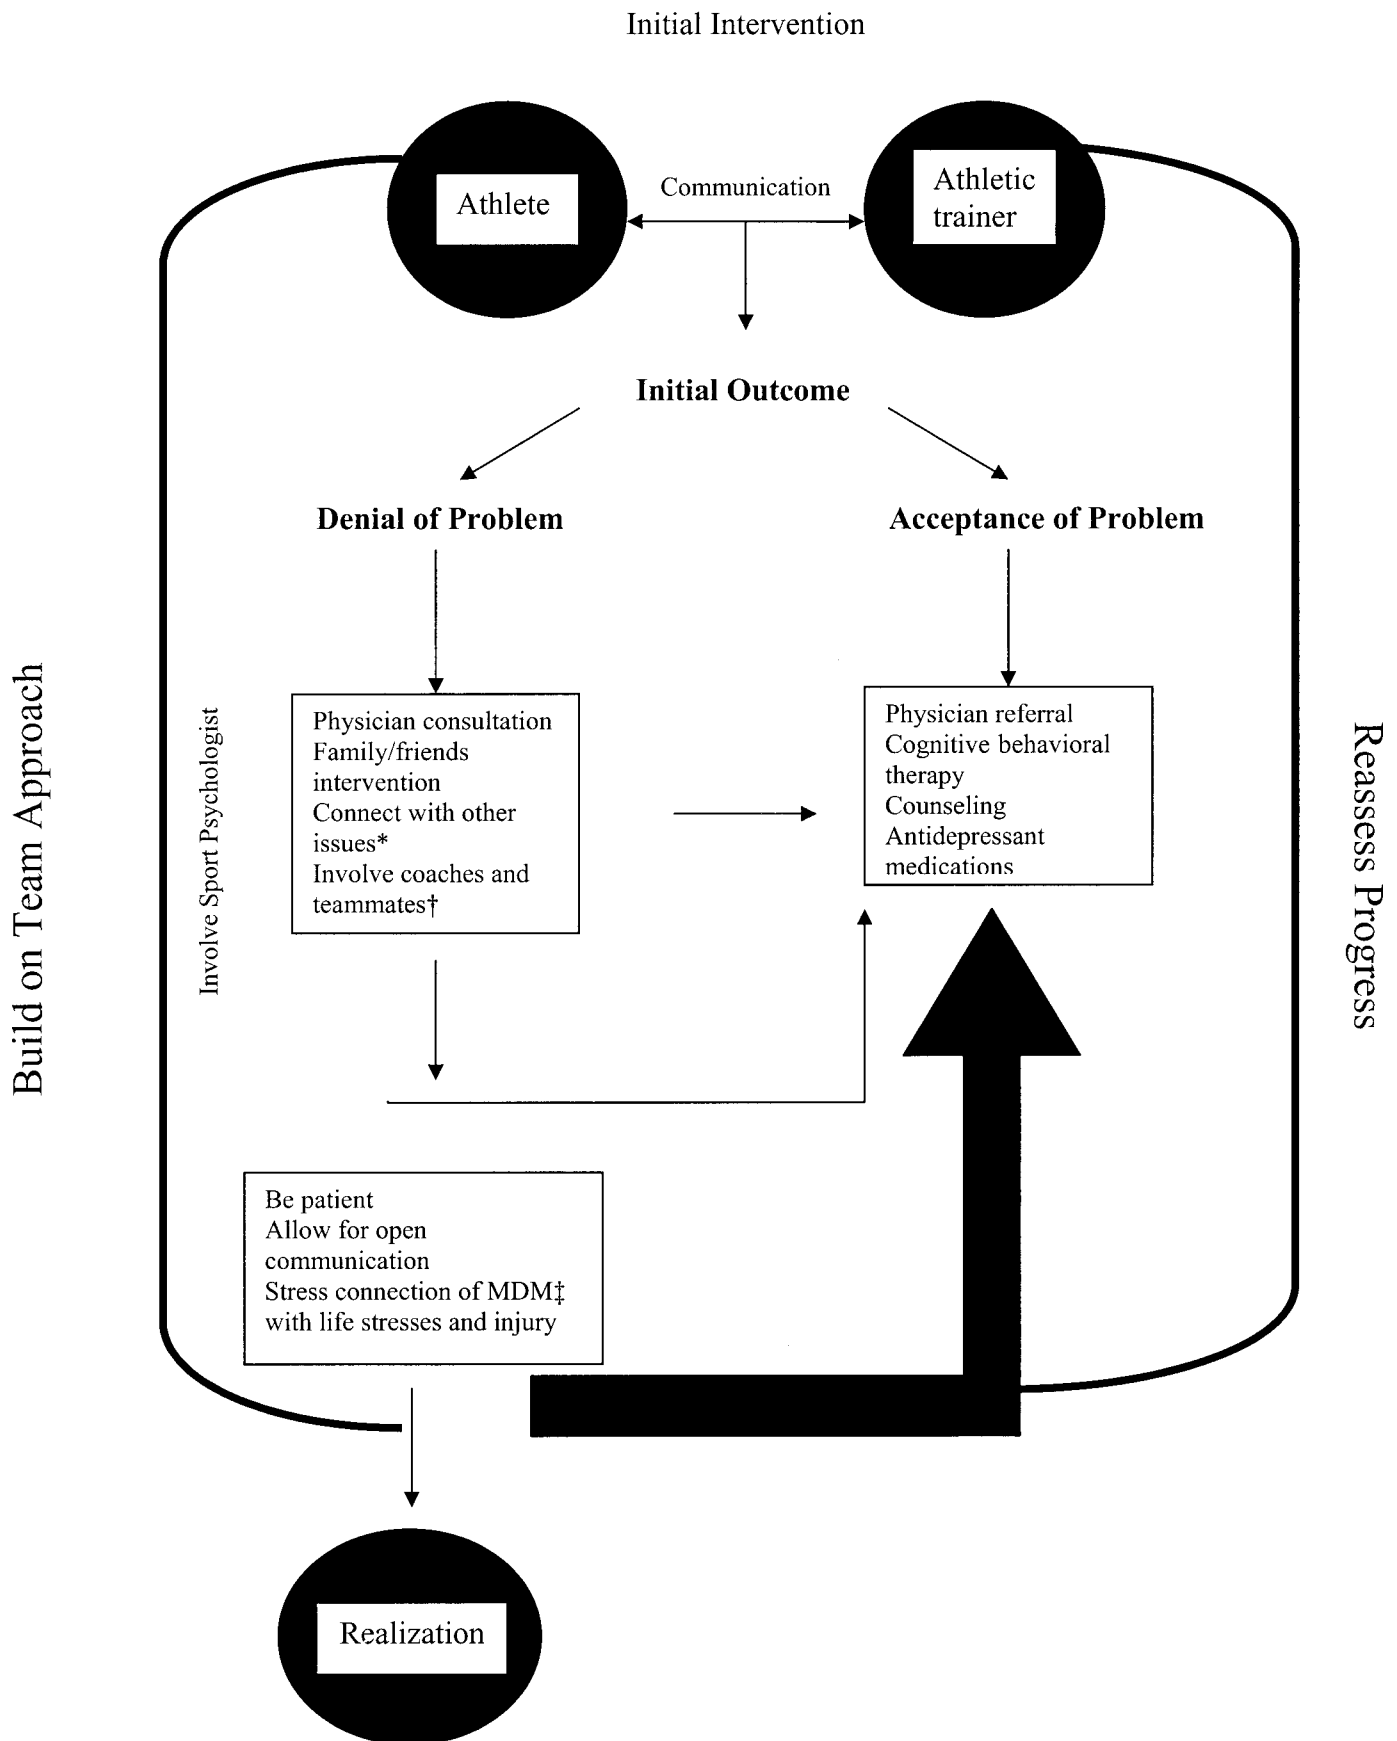 Initial Intervention
Athlete
Communication
Athletic
trainer
Initial Outcome
Denial of Problem
Acceptance of Problem
Build on Team Approach
Involve Sport Psychologist
Physician consultation
Family/friends
intervention
Connect with other
issues*
Involve coaches and
teammates†
Physician referral
Cognitive behavioral
therapy
Counseling
Antidepressant
medications
Reassess Progress
Be patient
Allow for open
communication
Stress connection of MDM‡
with life stresses and injury
Realization